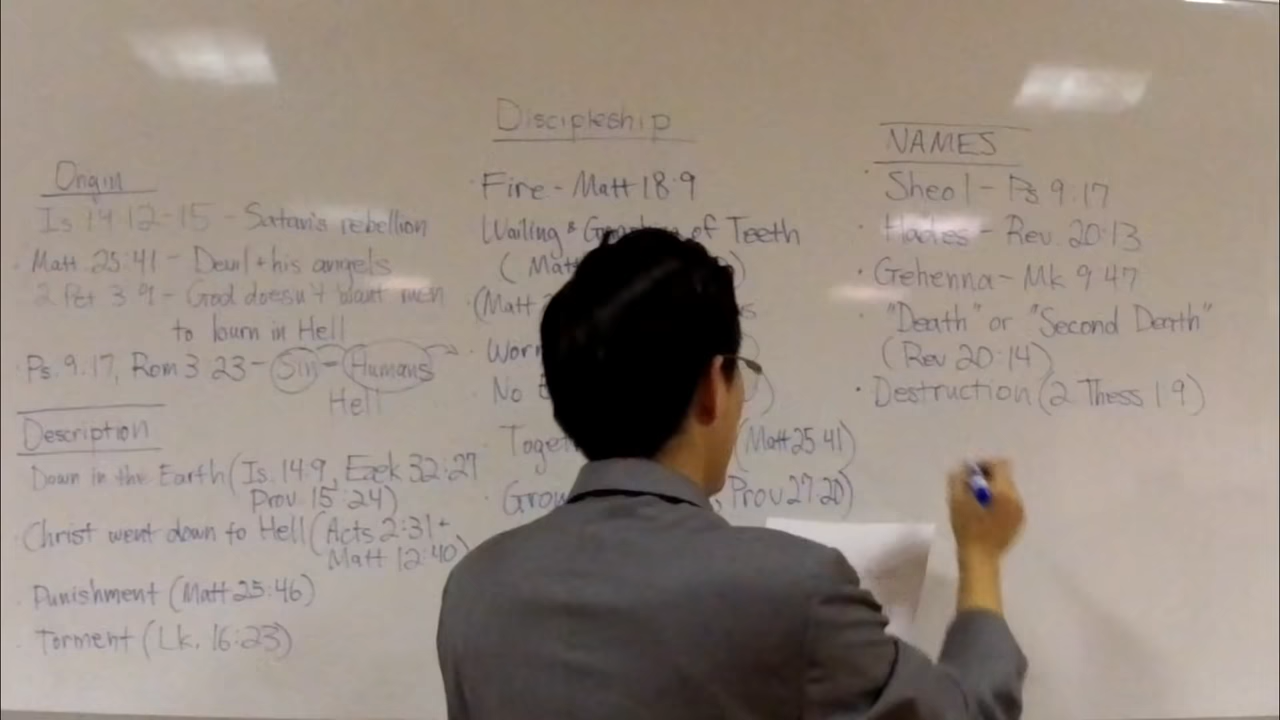 Discipleship
Origin
Is 14:12-15 - Satan's rebellion
· Matt. 25:41 - Devil + his angels
2 Pet 3:9 - God doesn't want men
to burn in Hell
· Ps. 9:17, Rom 3:23 - Sin - Humans
Hell
Description
Down in the Earth (Is. 14:9, Ezek 32:27
Prov. 15:24)
· Christ went down to Hell (Acts 2:31 +
Matt 12:40)
· Punishment (Matt 25:46)
· Torment (Lk. 16:23)
· Fire - Matt 18:9
Wailing & of Teeth
(Matt
· No
(Matt 25:41)
Prov 27:20)
NAMES
· Sheol - Ps 9:17
· Hades - Rev. 20:13
· Gehenna - Mk 9:47
· "Death" or "Second Death"
(Rev 20:14)
· Destruction (2 Thess 1:9)